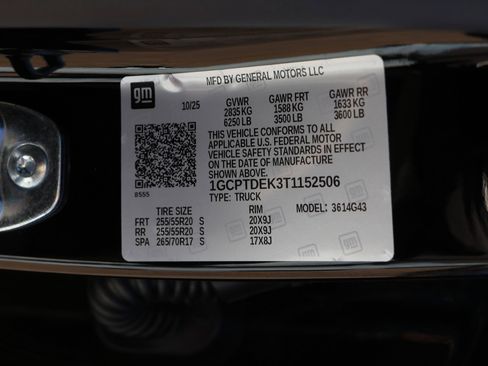 gm
MFD BY GENERAL MOTORS LLC
10/25 GVWR GAWR FRT GAWR RR
2835 KG 1588 KG 1633 KG
6250 LB 3500 LB 3600 LB
THIS VEHICLE CONFORMS TO ALL
APPLICABLE U.S. FEDERAL MOTOR
VEHICLE SAFETY STANDARDS IN EFFECT
ON THE DATE OF MANUFACTURE SHOWN ABOVE.
1GCPTDEK3T1152506
8555 TYPE: TRUCK
TIRE SIZE RIM MODEL: 3614G43
FRT 255/55R20 S 20X9J
RR 255/55R20 S 20X9J
SPA 265/70R17 S 17X8J